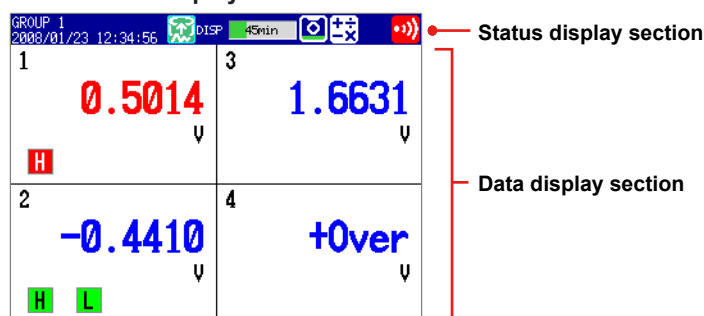 GROUP 1
2008/01/23 12:34:56 DISP 45min
Status display section
1
0.5014
V
H
3
1.6631
V
Data display section
2
-0.4410
V
H L
4
+Over
V